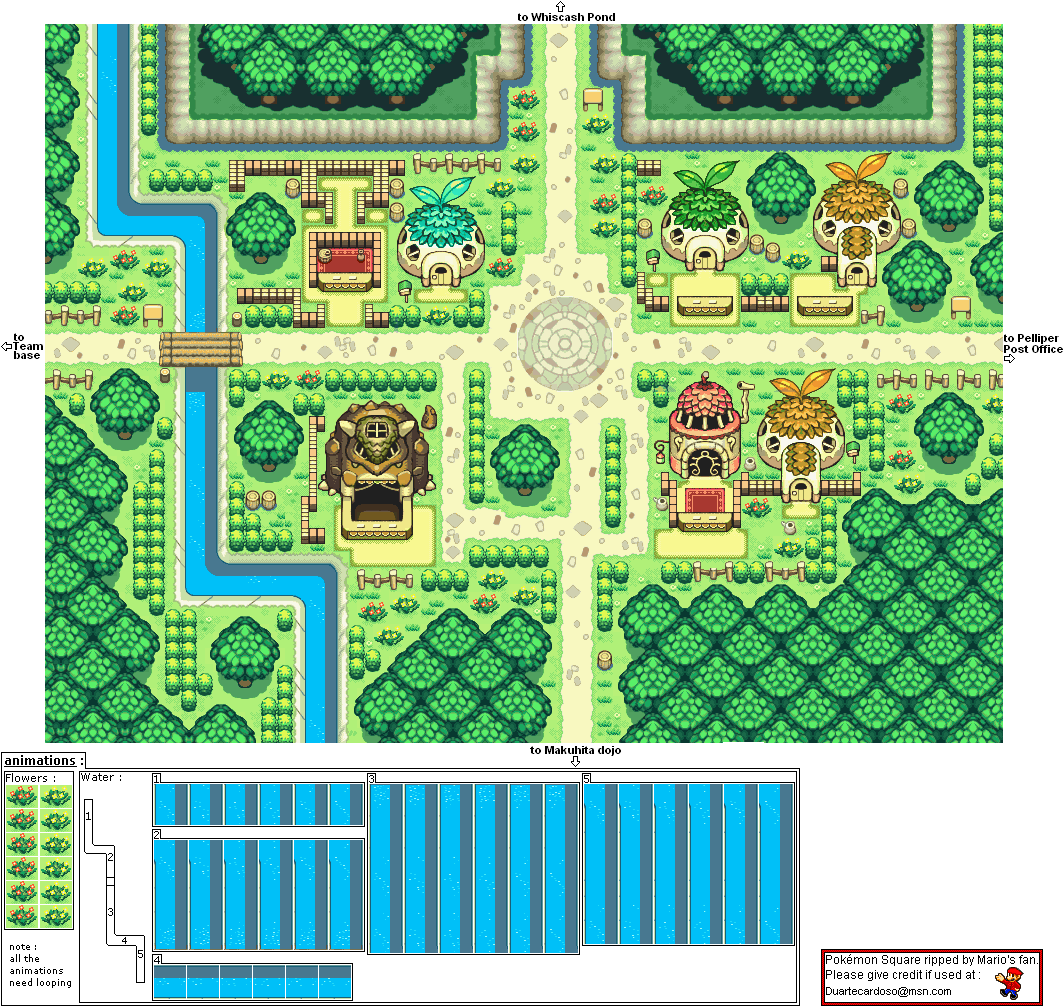 to Whiscash Pond
to
Team
base
to Pelliper
Post Office
to Makuhita dojo
animations :
Flowers :
Water :
1
2
3
4
5
1
2
3
4
5
note :
all the
animations
need looping
Pokémon Square ripped by Mario's fan.
Please give credit if used at :
Duartecardoso@msn.com